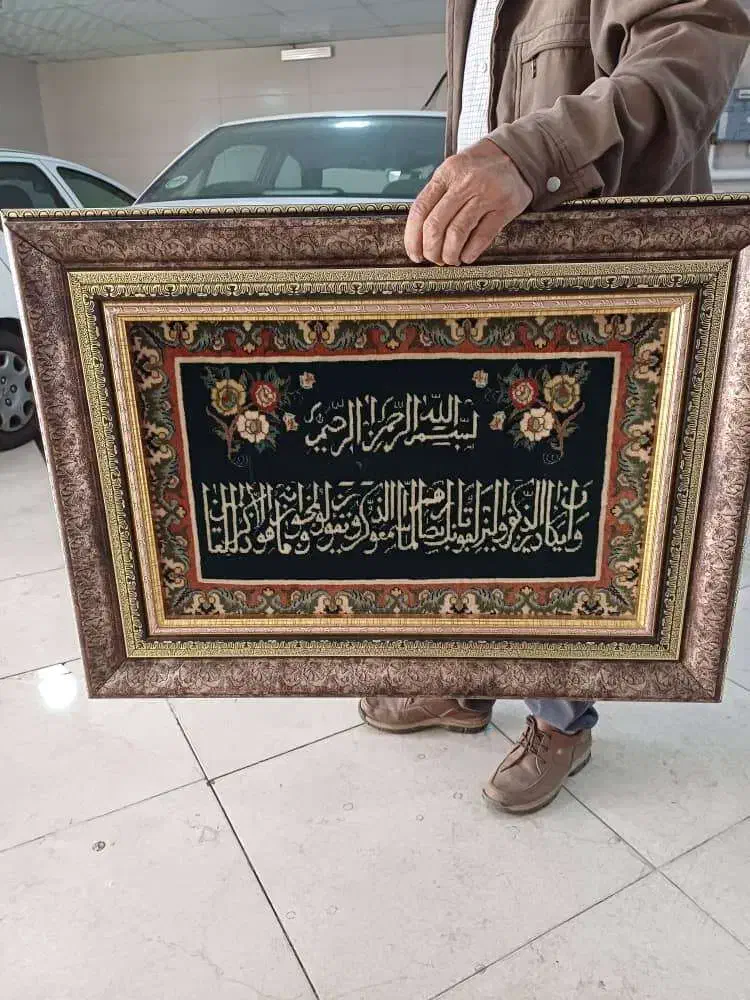 بسم الله الرحمن الرحيم
وان يكاد الذين كفروا ليزلقونك بابصارهم لما سمعوا الذكر ويقولون انه لمجنون وما هو الا ذكر للعالمين